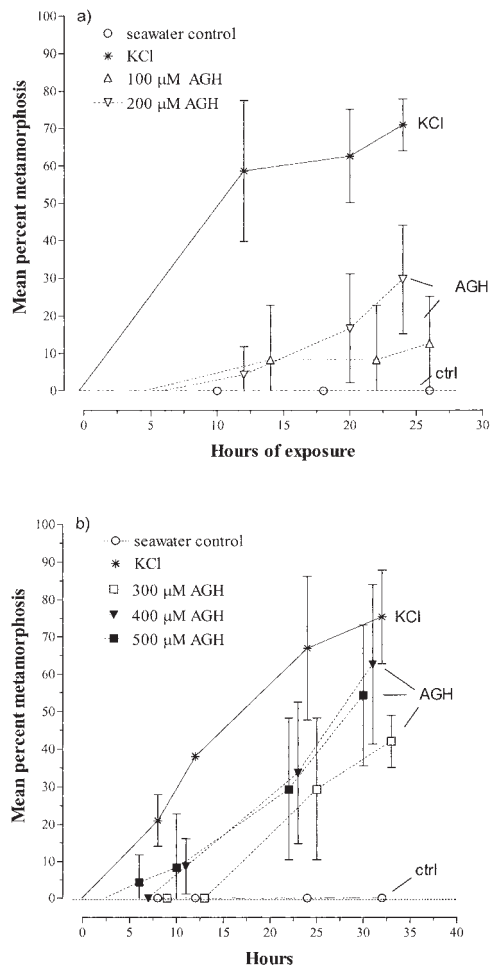 a)
seawater control
KCl
100 μM AGH
200 μM AGH
Mean percent metamorphosis
100
90
80
70
60
50
40
30
20
10
0
KCl
AGH
ctrl
0 5 10 15 20 25 30
Hours of exposure
b)
seawater control
KCl
300 μM AGH
400 μM AGH
500 μM AGH
Mean percent metamorphosis
100
90
80
70
60
50
40
30
20
10
0
KCl
AGH
ctrl
0 5 10 15 20 25 30 35 40
Hours